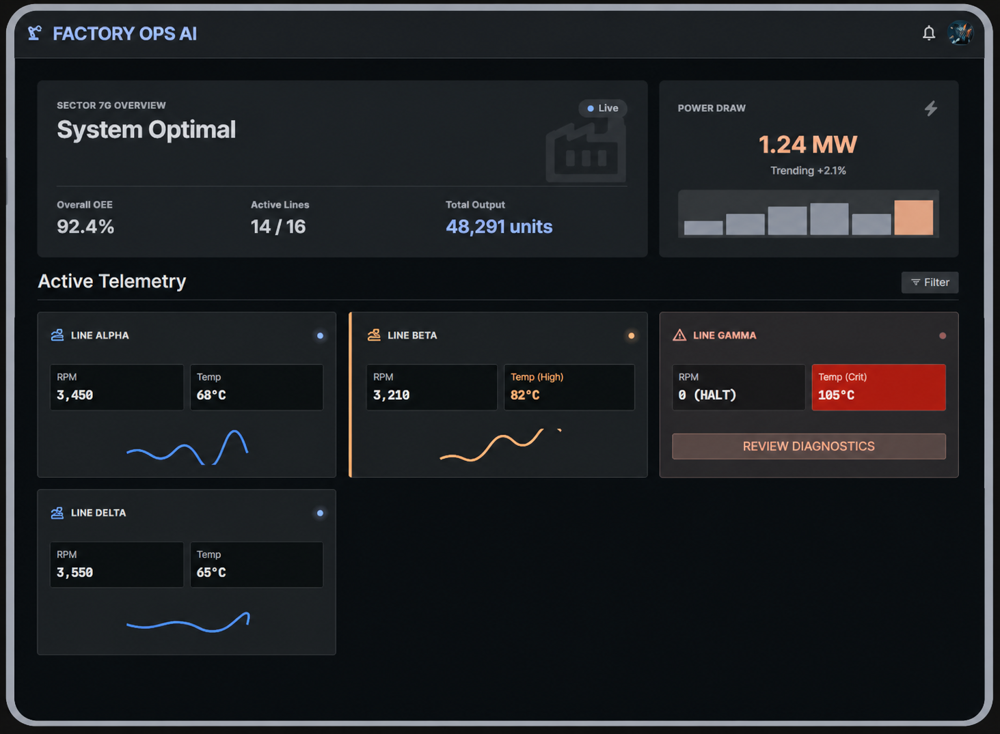 FACTORY OPS AI
SECTOR 7G OVERVIEW
Live
System Optimal
Overall OEE
92.4%
Active Lines
14 / 16
Total Output
48,291 units
POWER DRAW
1.24 MW
Trending +2.1%
Active Telemetry
Filter
LINE ALPHA
RPM
3,450
Temp
68°C
LINE BETA
RPM
3,210
Temp (High)
82°C
LINE GAMMA
RPM
0 (HALT)
Temp (Crit)
105°C
REVIEW DIAGNOSTICS
LINE DELTA
RPM
3,550
Temp
65°C